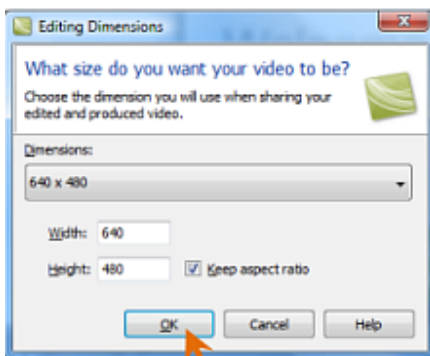 Editing Dimensions
What size do you want your video to be?
Choose the dimension you will use when sharing your
edited and produced video.
Dimensions:
640 x 480
Width: 640
Height: 480 Keep aspect ratio
OK Cancel Help